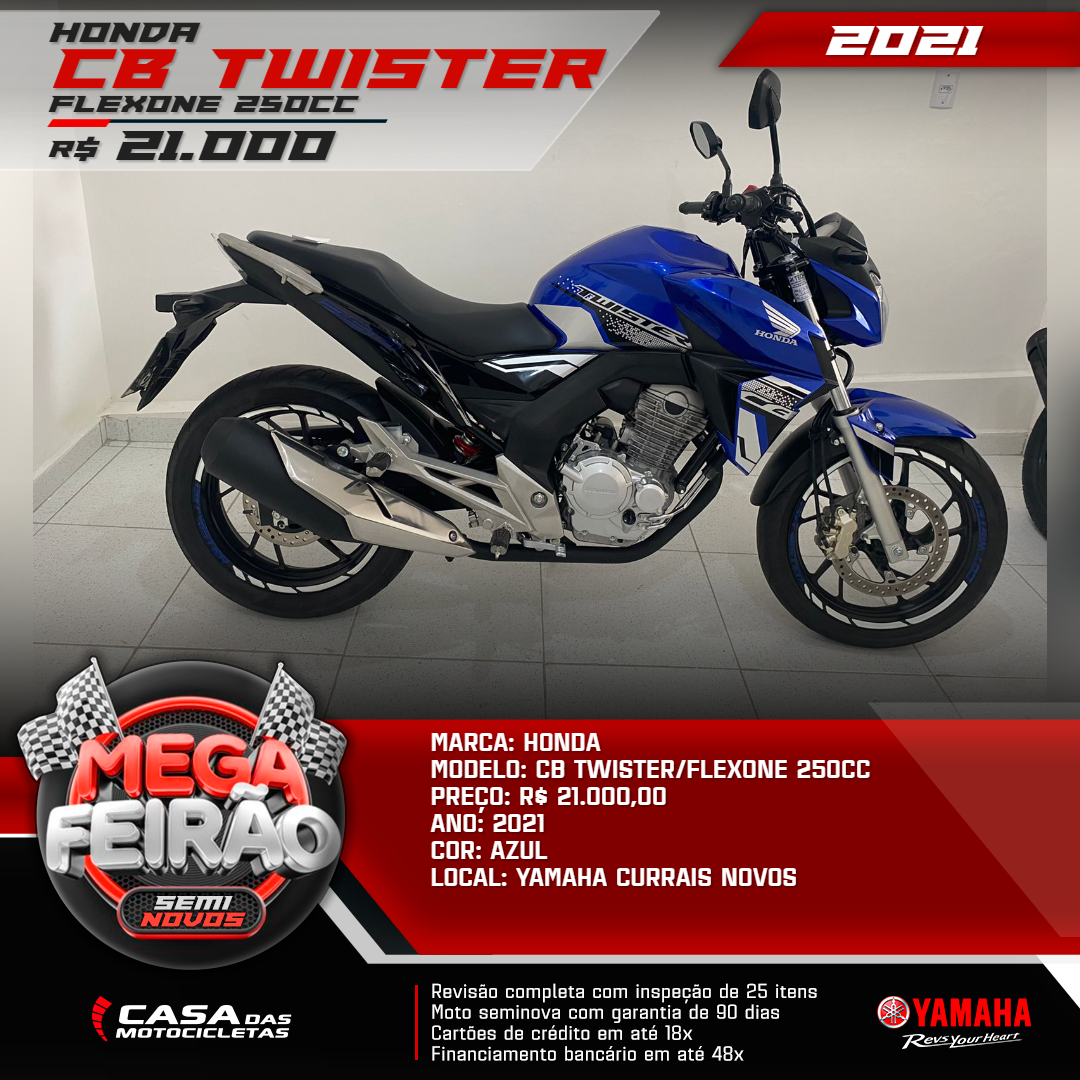 HONDA
CB TWISTER
FLEXONE 250CC
R$ 21.000
2021
TWISTER
HONDA
CB
MEGA
FEIRÃO
SEMI
NOVOS
MARCA: HONDA
MODELO: CB TWISTER/FLEXONE 250CC
PREÇO: R$ 21.000,00
ANO: 2021
COR: AZUL
LOCAL: YAMAHA CURRAIS NOVOS
CASA DAS
MOTOCICLETAS
Revisão completa com inspeção de 25 itens
Moto seminova com garantia de 90 dias
Cartões de crédito em até 18x
Financiamento bancário em até 48x
YAMAHA
Revs Your Heart